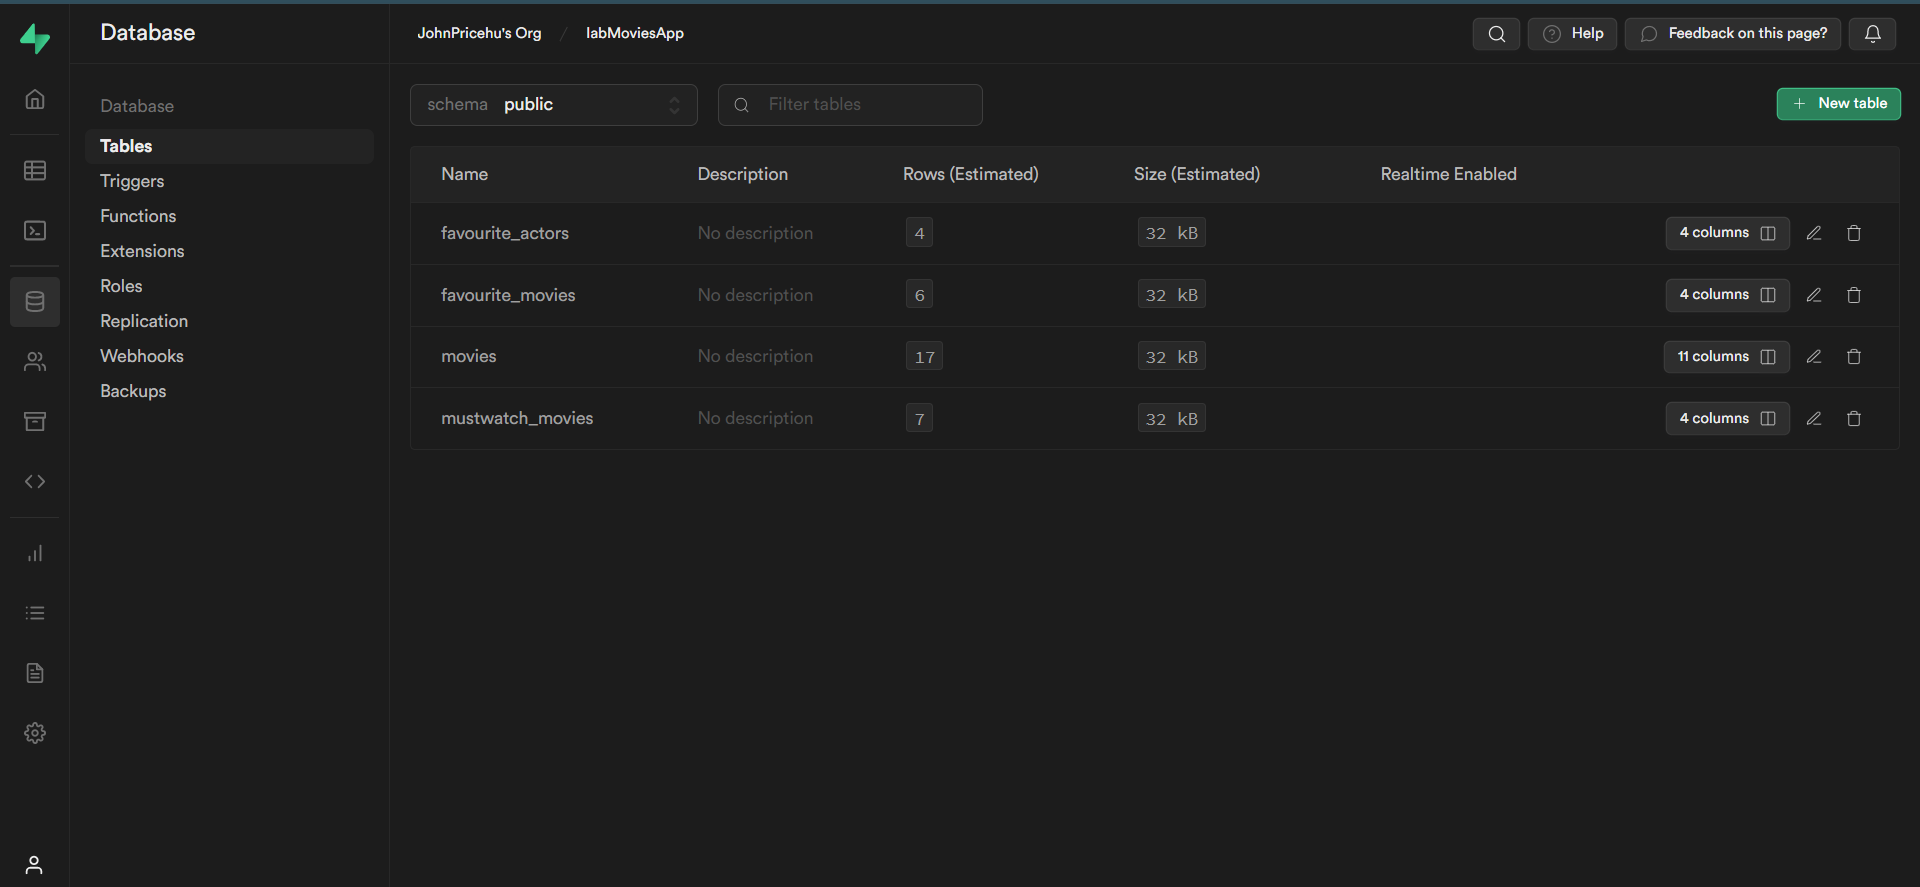 Database
JohnPricehu's Org / labMoviesApp
Help
Feedback on this page?
Database
Tables
Triggers
Functions
Extensions
Roles
Replication
Webhooks
Backups
schema public
Filter tables
New table
Name Description Rows (Estimated) Size (Estimated) Realtime Enabled
favourite_actors No description 4 32 kB 4 columns
favourite_movies No description 6 32 kB 4 columns
movies No description 17 32 kB 11 columns
mustwatch_movies No description 7 32 kB 4 columns